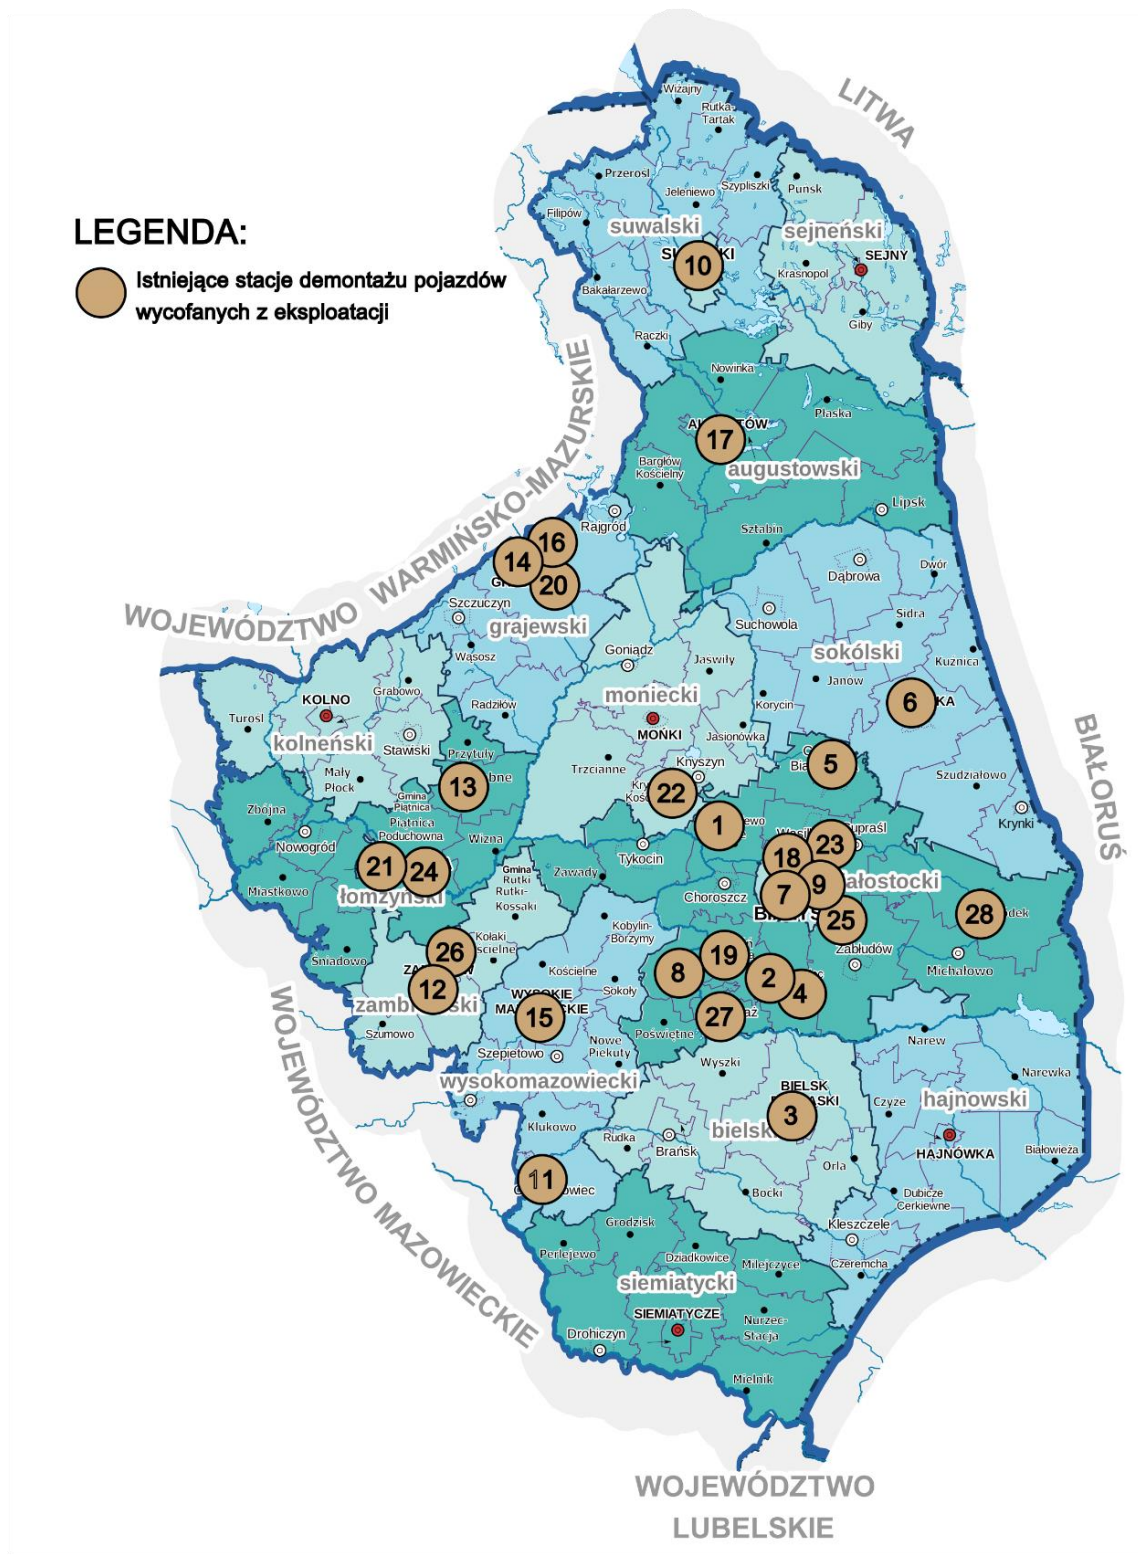 LITWA
Wiżajny
Rutka-
Tartak
Przerośl
Szypliszki
Puńsk
Jeleniewo
Filipów
suwalski
sejneński
LEGENDA:
SEJNY
10
Krasnopol
Istniejące stacje demontażu pojazdów
wycofanych z eksploatacji
Bakałarzewo
Giby
Raczki
WOJEWÓDZTWO WARMIŃSKO-MAZURSKIE
Nowinka
Płaska
17
Bargłów
Kościelny
augustowski
Lipsk
Rajgród
Sztabin
16
14
20
Dąbrowa
Dwór
Szczuczyn
Suchowola
Sidra
grajewski
Goniądz
sokólski
Wąsosz
Jaświły
Kuźnica
Grabowo
Janów
KOLNO
moniecki
Korycin
6
Radziłów
Turośl
MOŃKI
Jasionówka
BIAŁORUŚ
kolneński
Stawiski
Przytuły
Trzcianne
Knyszyn
5
Mały
Płock
13
Szudziałowo
Gmina
Piątnica
22
Zbójna
Piątnica
Poduchowna
1
Krynki
Nowogród
Wizna
Tykocin
23
18
21
24
Gmina
Rutki
Rutki-
Kossaki
Zawady
Choroszcz
9
7
Miastkowo
łomżyński
28
Kobylin-
Borzymy
25
Kołaki
Zabłudów
Śniadowo
26
19
Michałowo
Kościelne
8
2
12
Sokoły
4
WYSOKIE
15
27
Szumowo
Poświętne
Narew
Szepietowo
Nowe
Piekuty
Wyszki
Narewka
wysokomazowiecki
BIELSK
hajnowski
Czyże
3
Klukowo
Rudka
Brańsk
HAJNÓWKA
Białowieża
Orla
11
Boćki
Dubicze
Cerkiewne
WOJEWÓDZTWO MAZOWIECKIE
Grodzisk
Kleszczele
Perlejewo
Dziadkowice
Milejczyce
Czeremcha
siemiatycki
SIEMIATYCZE
Nurzec-
Stacja
Drohiczyn
Mielnik
WOJEWÓDZTWO
LUBELSKIE